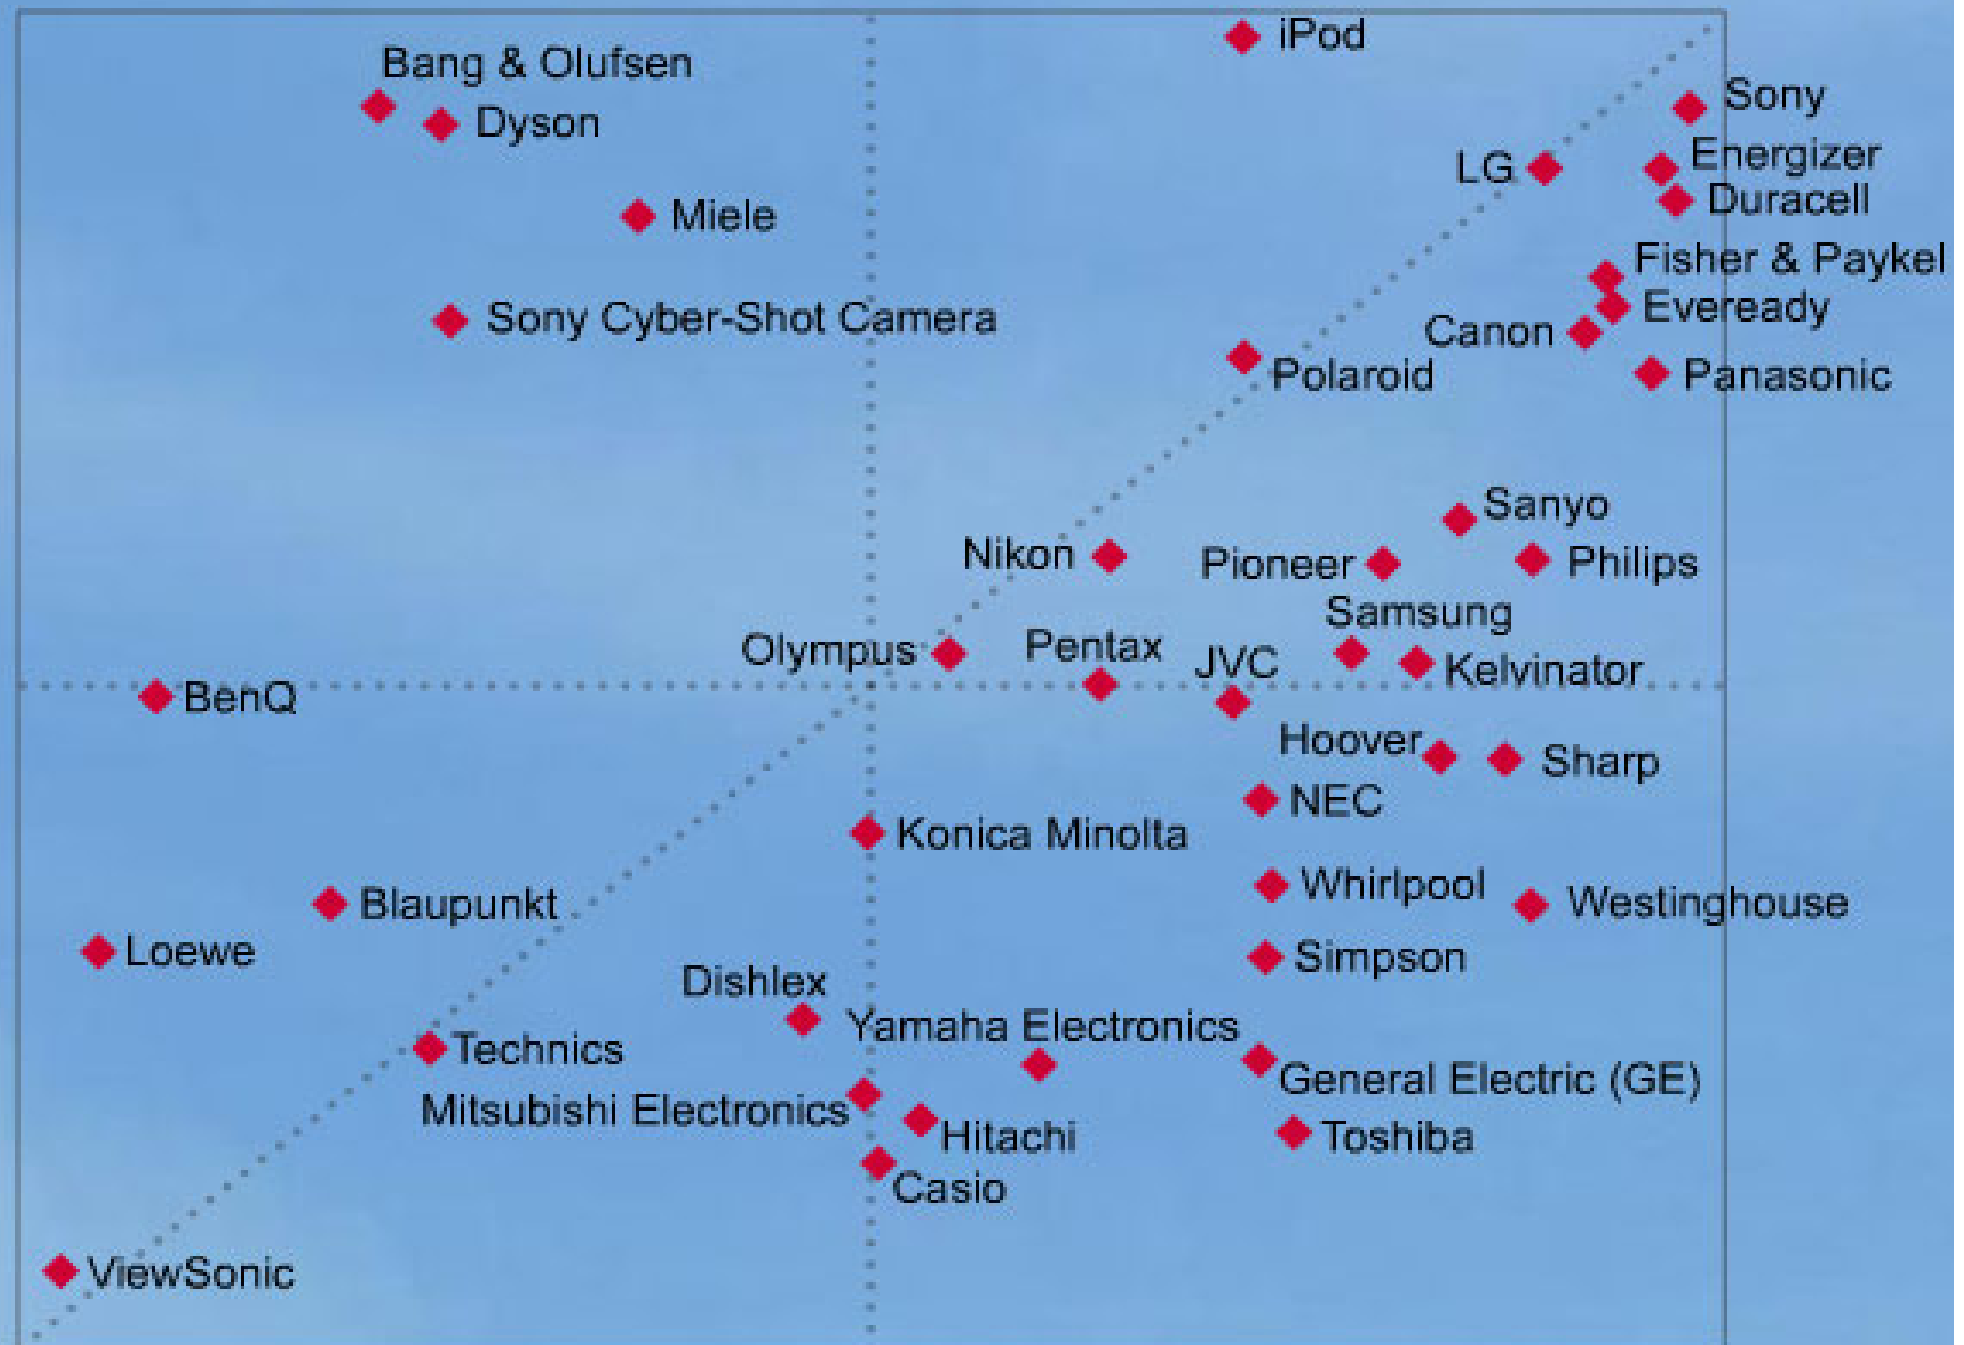 iPod
Bang & Olufsen
Sony
Dyson
Energizer
LG
Duracell
Miele
Fisher & Paykel
Eveready
Sony Cyber-Shot Camera
Canon
Polaroid
Panasonic
Sanyo
Nikon
Pioneer
Philips
Samsung
Olympus
Pentax
JVC
Kelvinator
BenQ
Hoover
Sharp
NEC
Konica Minolta
Whirlpool
Westinghouse
Blaupunkt
Loewe
Simpson
Dishlex
Yamaha Electronics
Technics
General Electric (GE)
Mitsubishi Electronics
Hitachi
Toshiba
Casio
ViewSonic